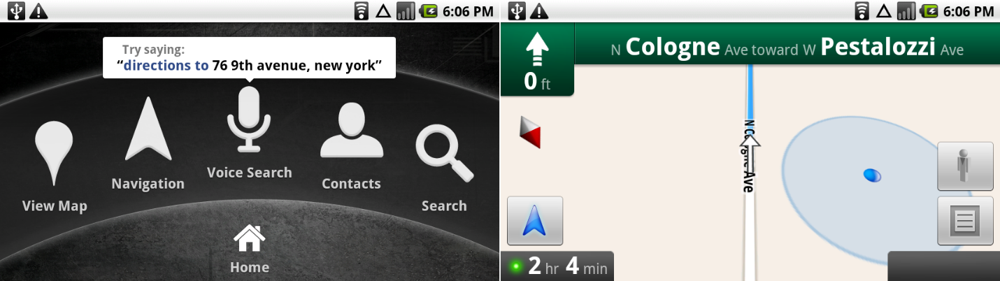 6:06 PM
Try saying:
“directions to 76 9th avenue, new york”
Voice Search
Navigation
Contacts
View Map
Search
Home
6:06 PM
N Cologne Ave toward W Pestalozzi Ave
0 ft
Ave
2 hr 4 min